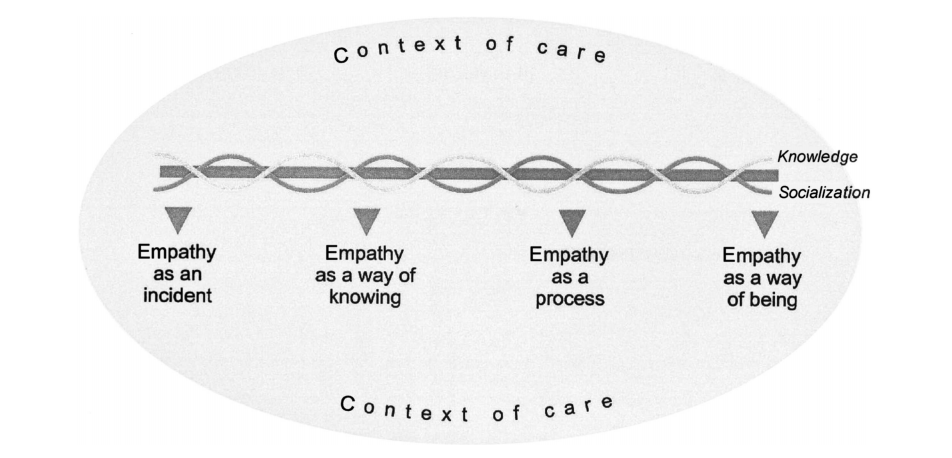 Context of care
Knowledge
Socialization
Empathy
as an
incident
Empathy
as a way of
knowing
Empathy
as a
process
Empathy
as a way
of being
Context of care